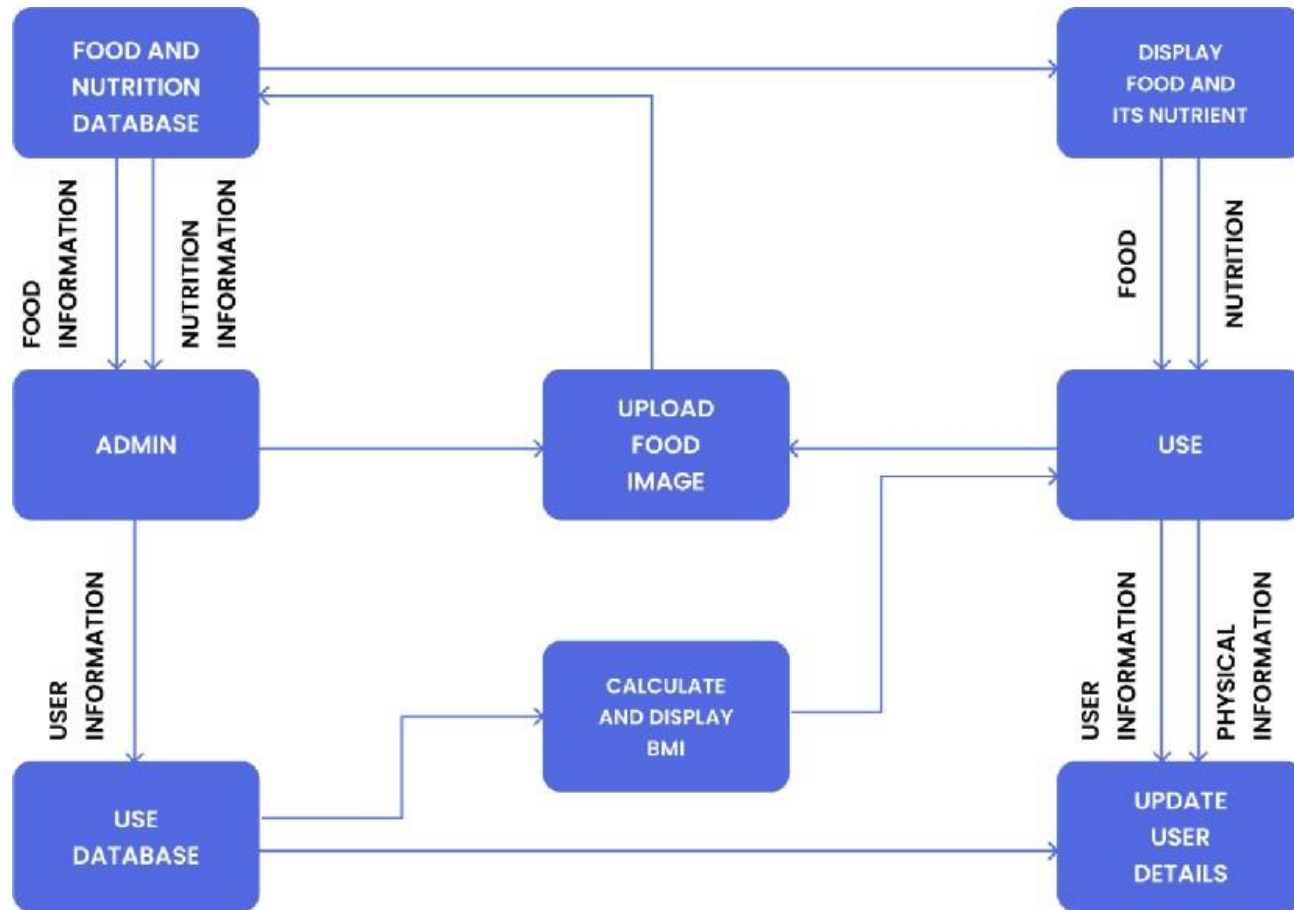 FOOD AND
NUTRITION
DATABASE
DISPLAY
FOOD AND
ITS NUTRIENT
FOOD
INFORMATION
NUTRITION
INFORMATION
FOOD
NUTRITION
ADMIN
UPLOAD
FOOD
IMAGE
USE
USER
INFORMATION
CALCULATE
AND DISPLAY
BMI
USER
INFORMATION
PHYSICAL
INFORMATION
USE
DATABASE
UPDATE
USER
DETAILS